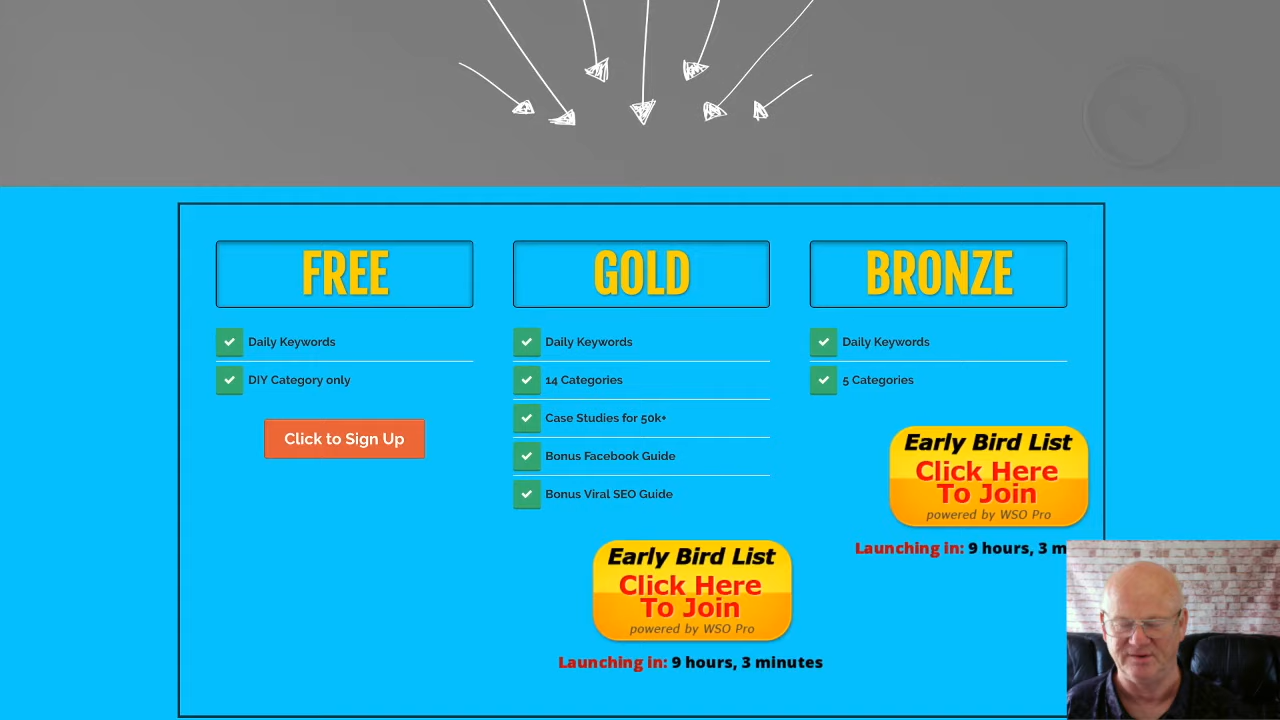 FREE
Daily Keywords
DIY Category only
Click to Sign Up
GOLD
Daily Keywords
14 Categories
Case Studies for 50k+
Bonus Facebook Guide
Bonus Viral SEO Guide
Early Bird List
Click Here
To Join
powered by WSO Pro
Launching in: 9 hours, 3 minutes
BRONZE
Daily Keywords
5 Categories
Early Bird List
Click Here
To Join
powered by WSO Pro
Launching in: 9 hours, 3 m